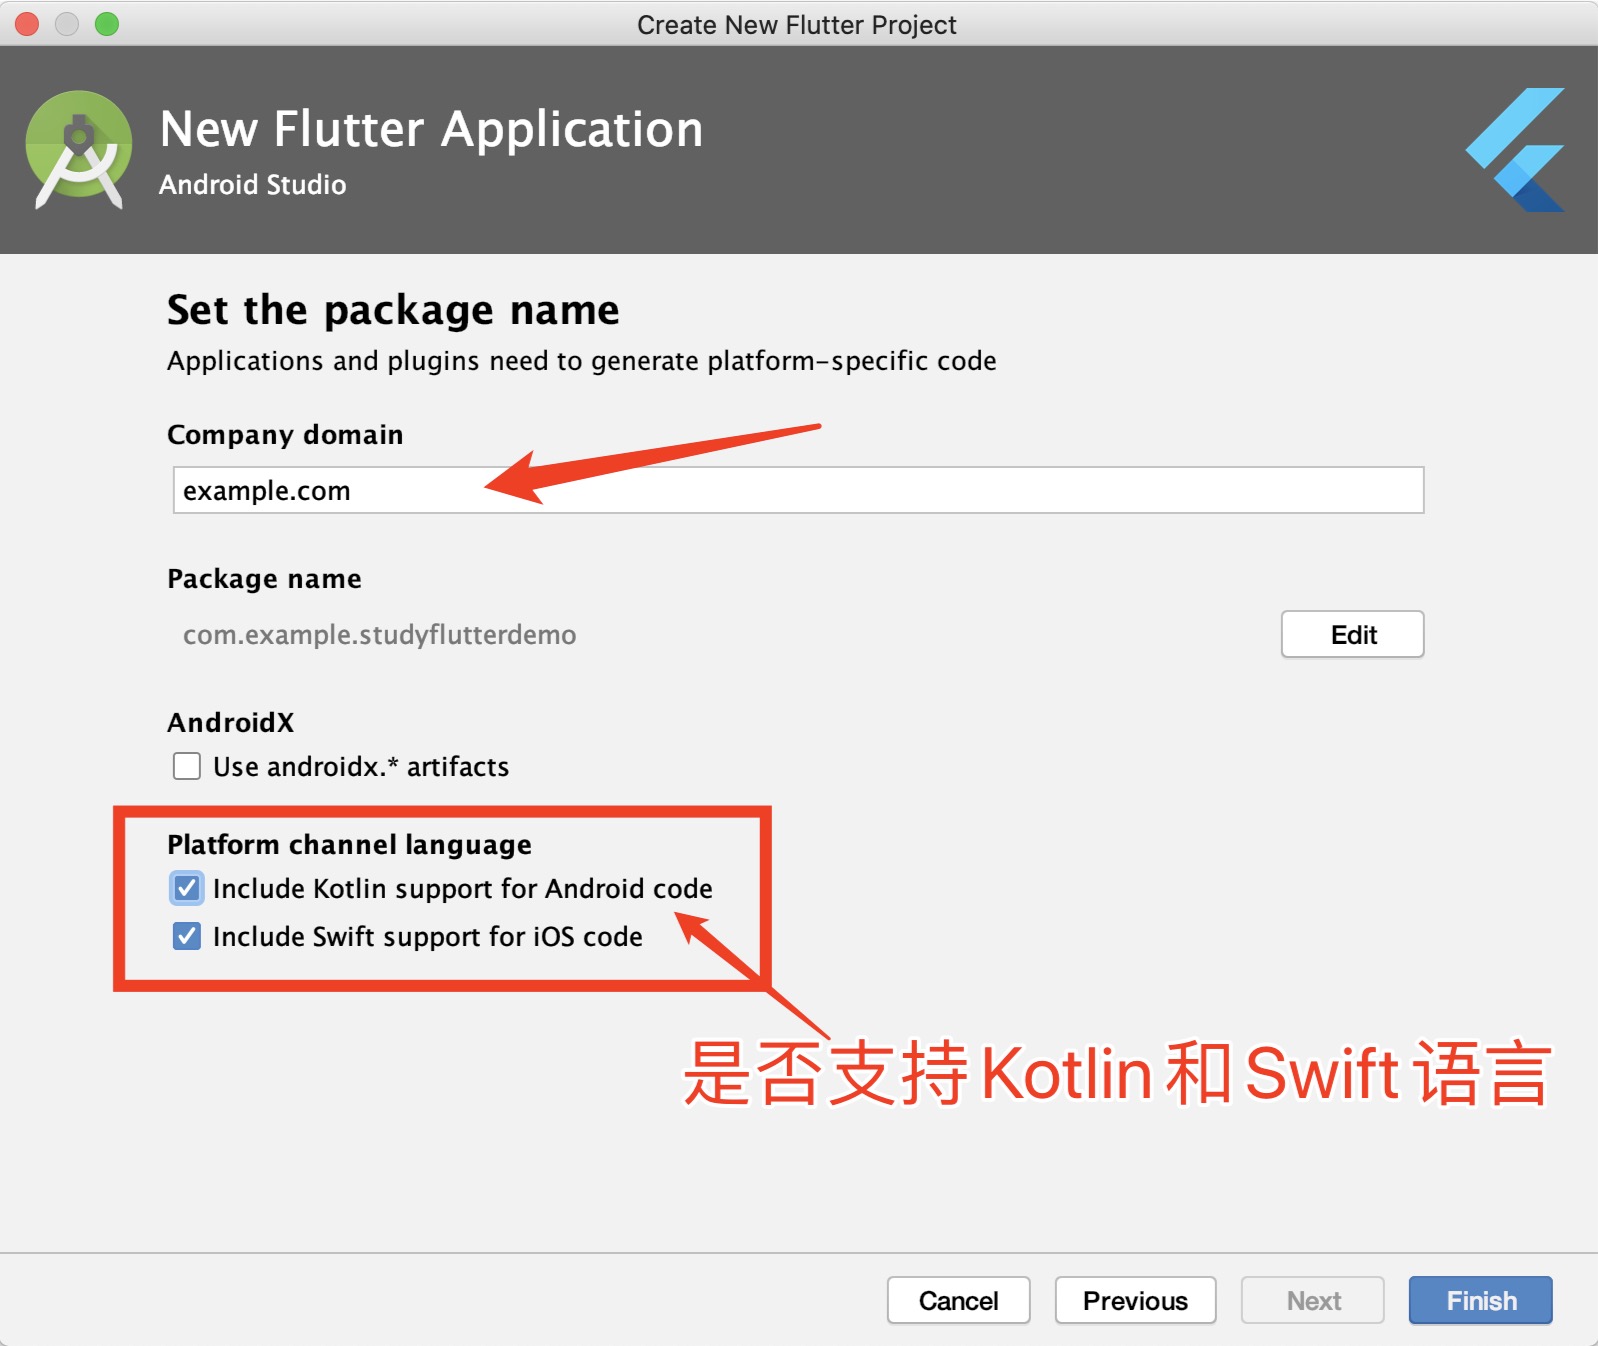 Create New Flutter Project
New Flutter Application
Android Studio
Set the package name
Applications and plugins need to generate platform-specific code
Company domain
example.com
Package name
com.example.studyflutterdemo
Edit
AndroidX
Use androidx.* artifacts
Platform channel language
Include Kotlin support for Android code
Include Swift support for iOS code
是否支持Kotlin和Swift语言
Cancel
Previous
Next
Finish